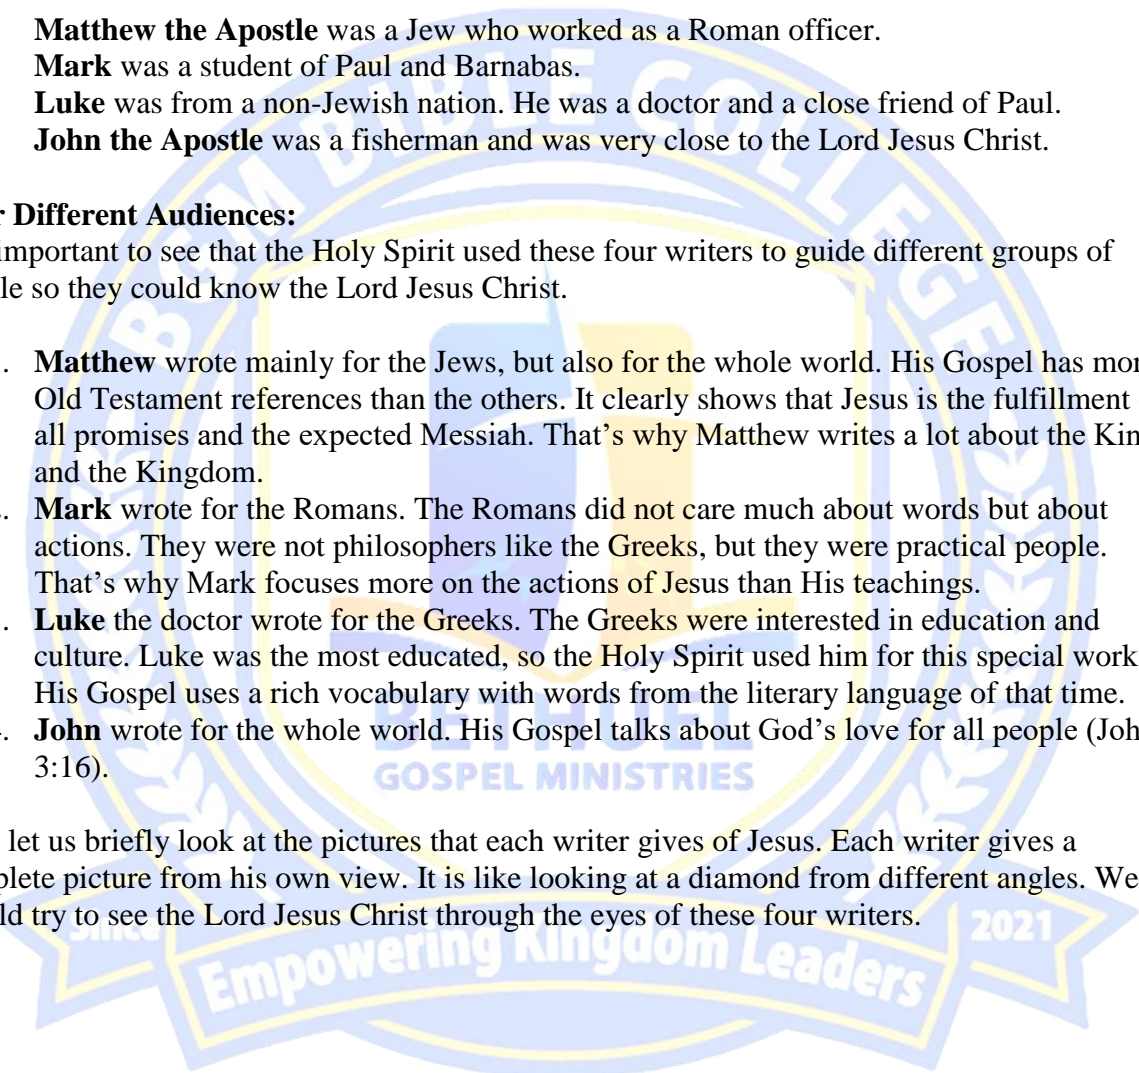 Matthew the Apostle was a Jew who worked as a Roman officer.
Mark was a student of Paul and Barnabas.
Luke was from a non-Jewish nation. He was a doctor and a close friend of Paul.
John the Apostle was a fisherman and was very close to the Lord Jesus Christ.
r Different Audiences:
important to see that the Holy Spirit used these four writers to guide different groups of
le so they could know the Lord Jesus Christ.
. Matthew wrote mainly for the Jews, but also for the whole world. His Gospel has mor
Old Testament references than the others. It clearly shows that Jesus is the fulfillment
all promises and the expected Messiah. That’s why Matthew writes a lot about the Kin
and the Kingdom.
. Mark wrote for the Romans. The Romans did not care much about words but about
actions. They were not philosophers like the Greeks, but they were practical people.
That’s why Mark focuses more on the actions of Jesus than His teachings.
. Luke the doctor wrote for the Greeks. The Greeks were interested in education and
culture. Luke was the most educated, so the Holy Spirit used him for this special work
His Gospel uses a rich vocabulary with words from the literary language of that time.
. John wrote for the whole world. His Gospel talks about God’s love for all people (Joh
3:16).
let us briefly look at the pictures that each writer gives of Jesus. Each writer gives a
plete picture from his own view. It is like looking at a diamond from different angles. We
ld try to see the Lord Jesus Christ through the eyes of these four writers.
BGM BIBLE COLLEGE
BETHUEL
GOSPEL MINISTRIES
Since 2021
Empowering Kingdom Leaders